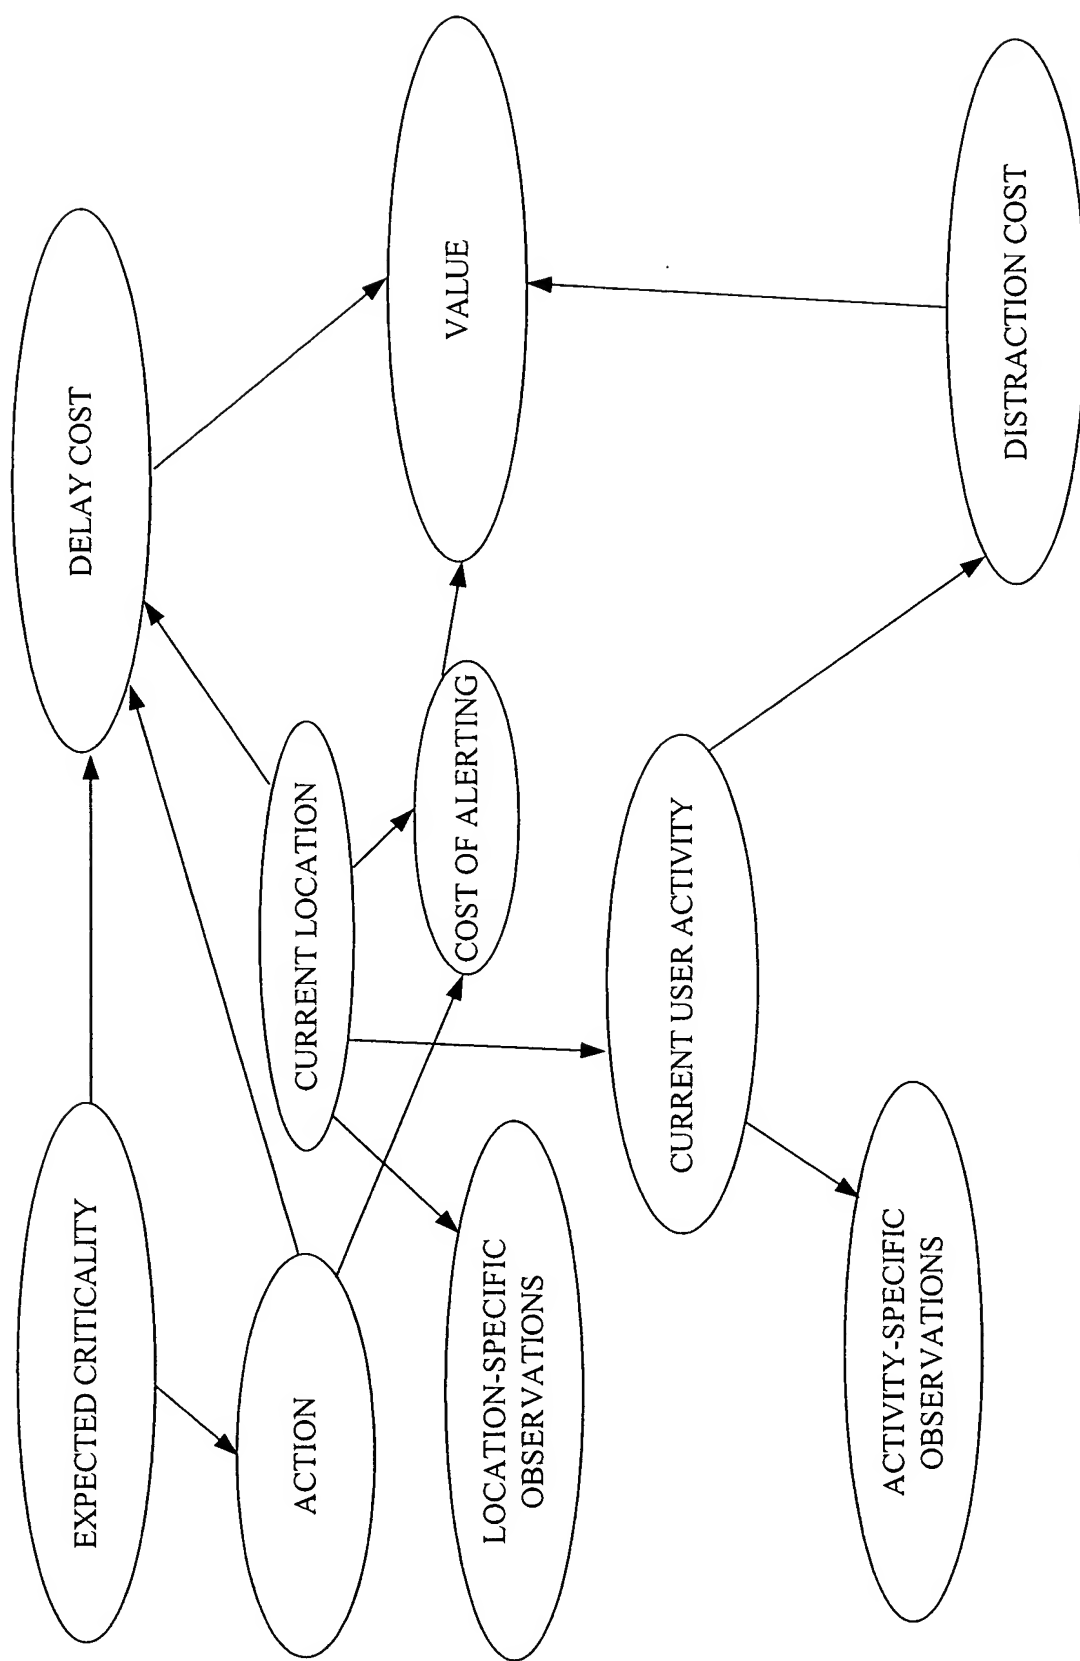 EXPECTED CRITICALITY
DELAY COST
ACTION
CURRENT LOCATION
LOCATION-SPECIFIC
OBSERVATIONS
COST OF ALERTING
VALUE
CURRENT USER ACTIVITY
ACTIVITY-SPECIFIC
OBSERVATIONS
DISTRACTION COST